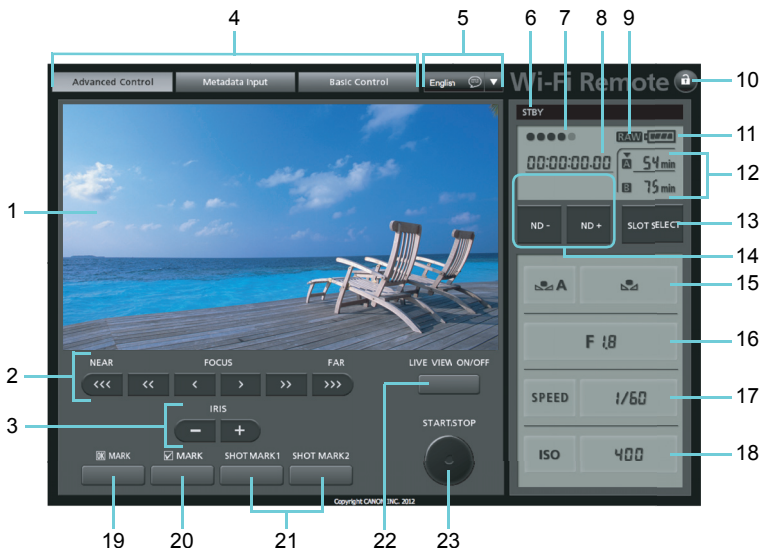 4 5 6 7 8 9
Advanced Control Metadata Input Basic Control English Wi-Fi Remote 10
STBY
RAW 11
00:00:00.00 A 54 min 12
B 75 min
1
ND - ND + SLOT SELECT 13
14
A 15
F 1.8 16
NEAR FOCUS FAR LIVE VIEW ON/OFF
2 <<< << < > >> >>>
SPEED 1/60 17
IRIS
3 − +
START/STOP
ISO 400 18
OK MARK ☑ MARK SHOT MARK1 SHOT MARK2
Copyright CANON INC. 2012
19 20 21 22 23